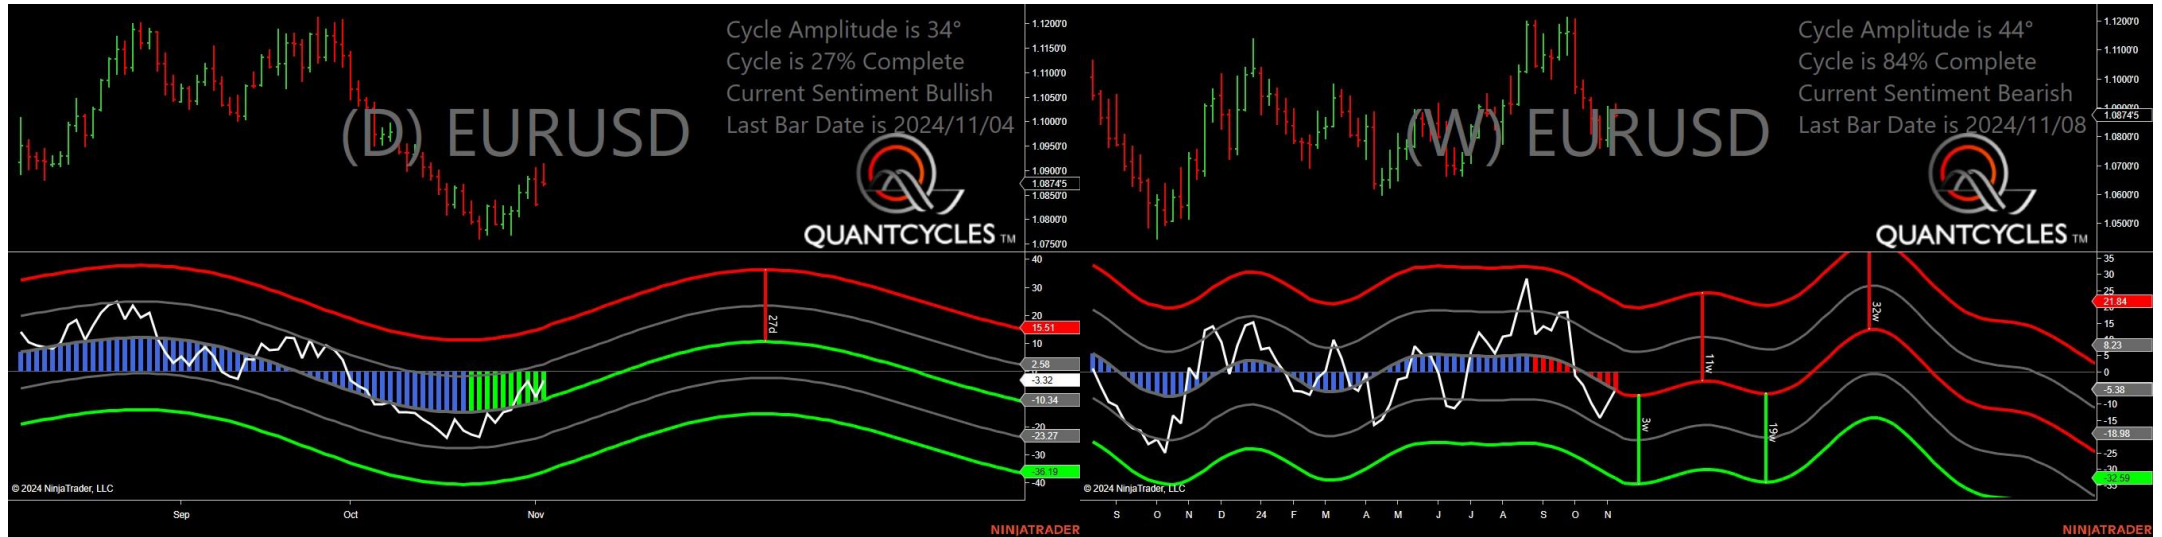 Cycle Amplitude is 34°
Cycle is 27% Complete
Current Sentiment Bullish
Last Bar Date is 2024/11/04
(D) EURUSD
QUANTCYCLES TM
1.1200'0
1.1150'0
1.1100'0
1.1050'0
1.1000'0
1.0950'0
1.0900'0
1.0874'5
1.0850'0
1.0800'0
1.0750'0
40
30
20
15.51
10
2.58
-3.32
-10.34
-20
-23.27
-30
-36.19
-40
27d
© 2024 NinjaTrader, LLC
Sep
Oct
Nov
NINJATRADER
Cycle Amplitude is 44°
Cycle is 84% Complete
Current Sentiment Bearish
Last Bar Date is 2024/11/08
(W) EURUSD
QUANTCYCLES TM
1.1200'0
1.1100'0
1.1000'0
1.0900'0
1.0874'5
1.0800'0
1.0700'0
1.0600'0
1.0500'0
35
30
25
21.84
20
15
8.23
5
0
-5.38
-10
-15
-18.98
-25
-30
-32.59
11w
3w
19w
32w
© 2024 NinjaTrader, LLC
S O N D 24 F M A M J J A S O N
NINJATRADER